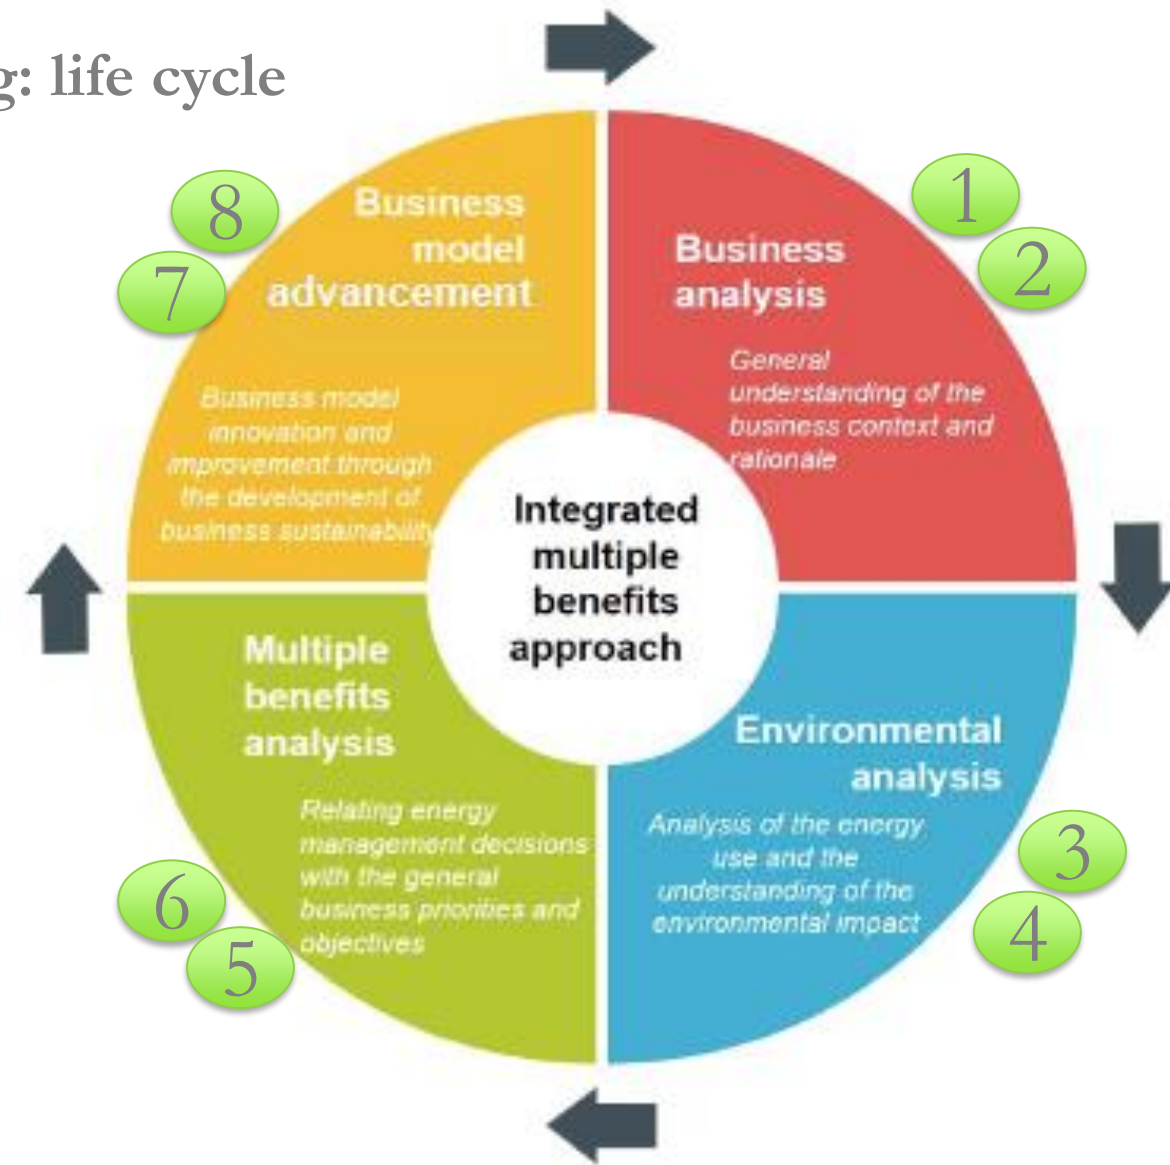 g: life cycle
8
7
Business
model
advancement
Business model
innovation and
improvement through
the development of
business sustainability
1
2
Business
analysis
General
understanding of the
business context and
rationale
Integrated
multiple
benefits
approach
Multiple
benefits
analysis
Relating energy
management decisions
with the general
business priorities and
objectives
6
5
Environmental
analysis
Analysis of the energy
use and the
understanding of the
environmental impact
3
4